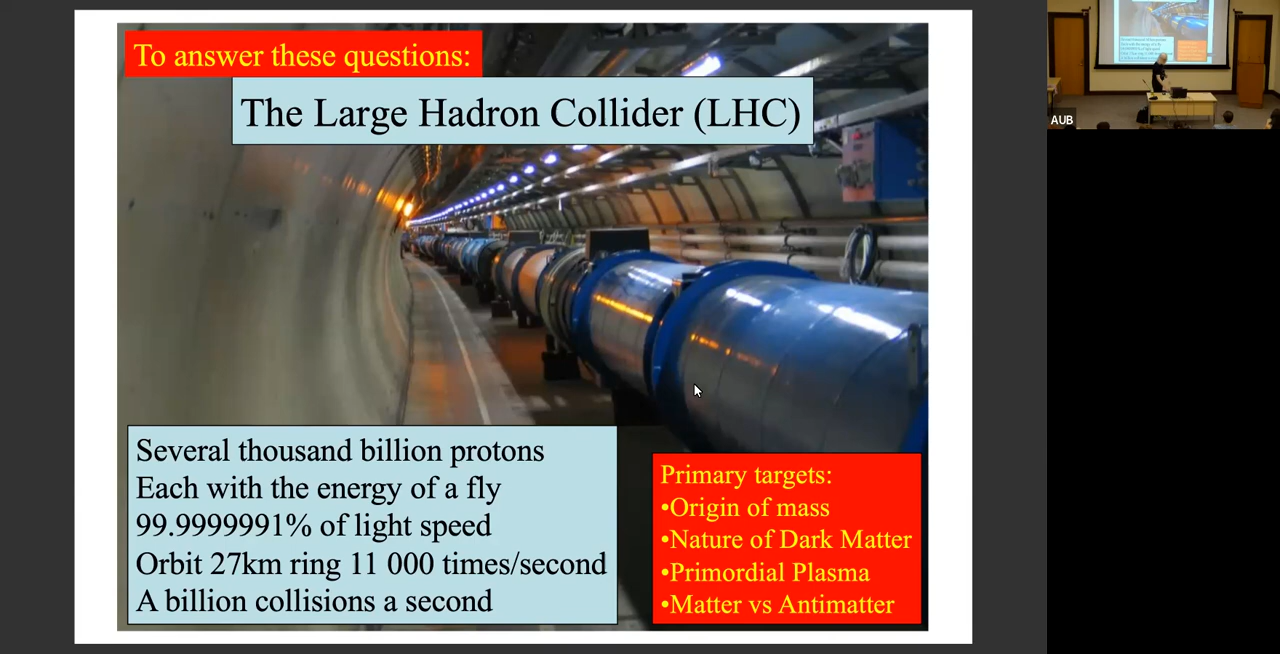 To answer these questions:
The Large Hadron Collider (LHC)
Several thousand billion protons
Each with the energy of a fly
99.9999991% of light speed
Orbit 27km ring 11 000 times/second
A billion collisions a second
Primary targets:
•Origin of mass
•Nature of Dark Matter
•Primordial Plasma
•Matter vs Antimatter
AUB